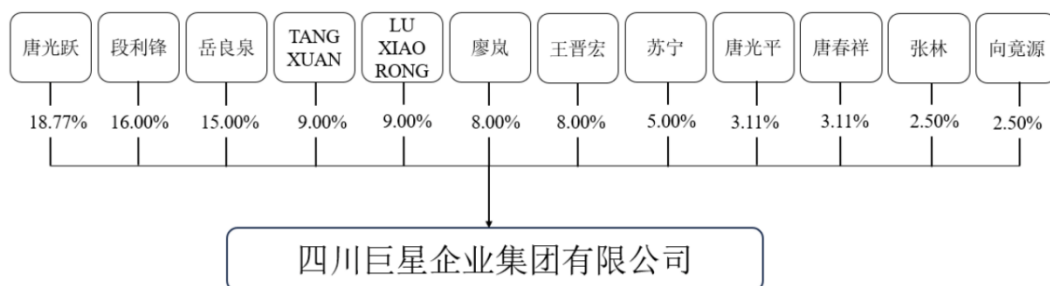 唐光跃
段利锋
岳良泉
TANG
XUAN
LU
XIAO
RONG
廖岚
王晋宏
苏宁
唐光平
唐春祥
张林
向竟源
18.77%
16.00%
15.00%
9.00%
9.00%
8.00%
8.00%
5.00%
3.11%
3.11%
2.50%
2.50%
四川巨星企业集团有限公司